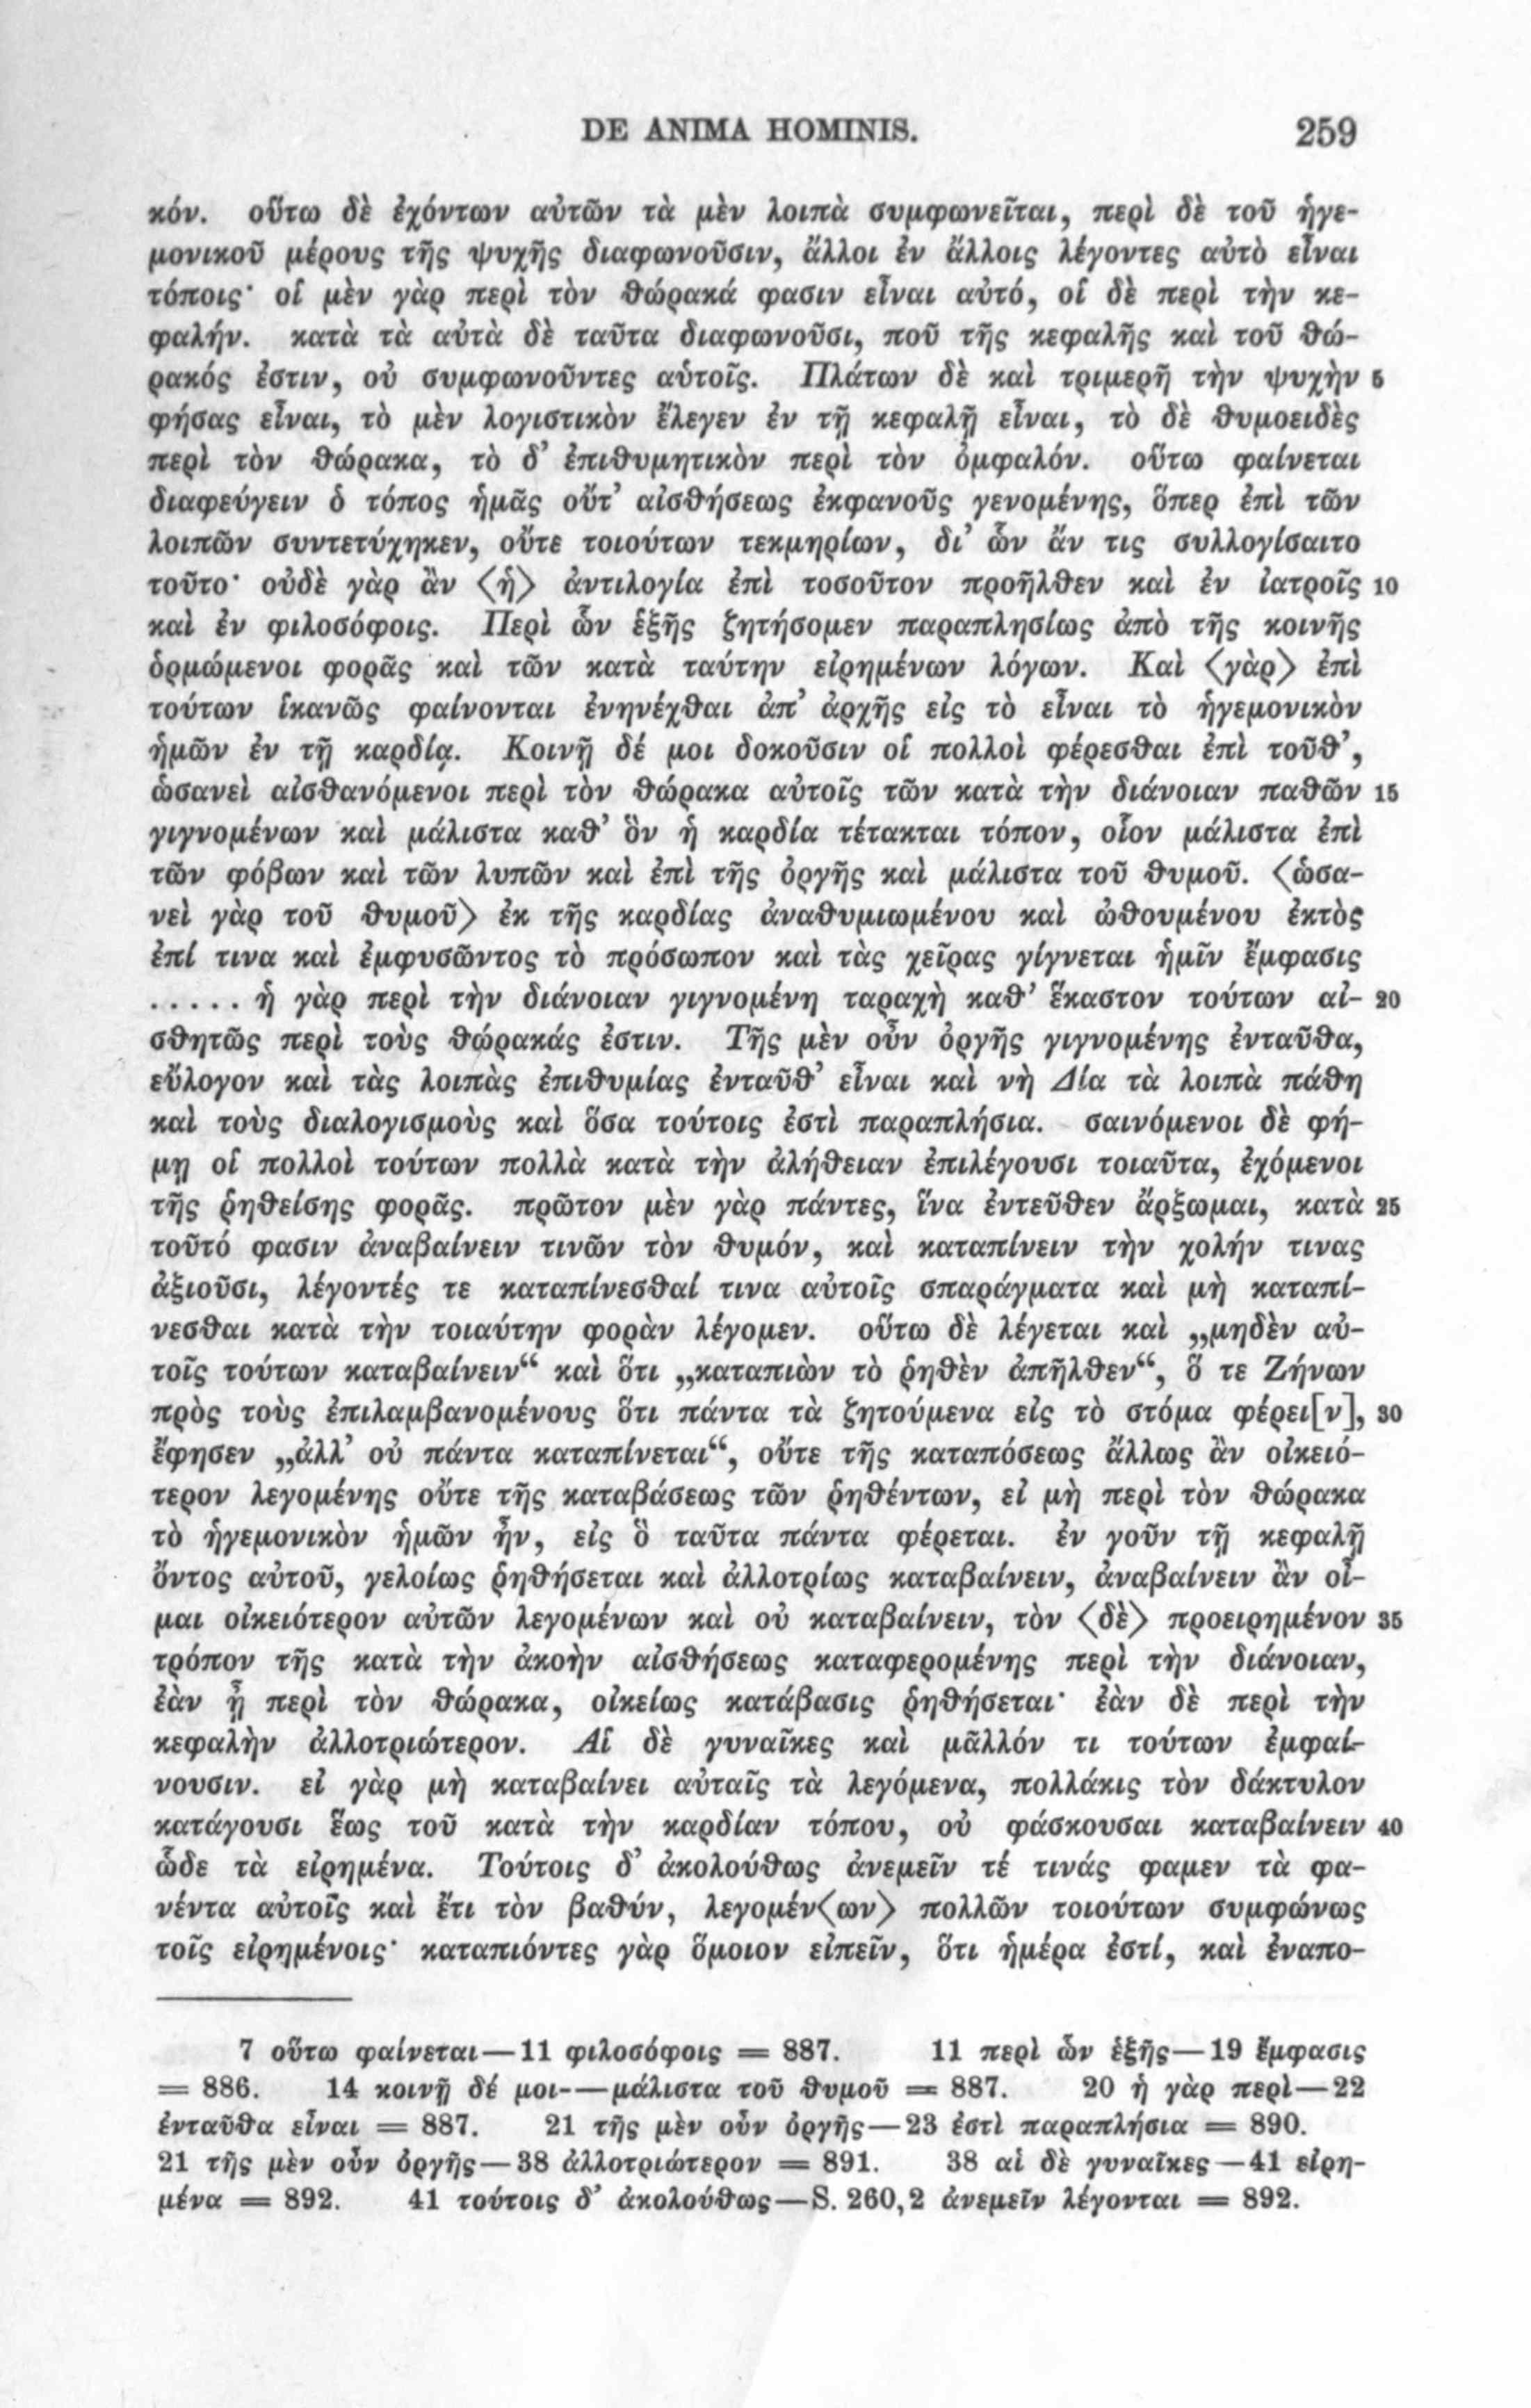 DE ANIMA HOMINIS. 259
κόν. οὕτω δὲ ἐχόντων αὐτῶν τὰ μὲν λοιπὰ συμφωνεῖται, περὶ δὲ τοῦ ἡγε-
μονικοῦ μέρους τῆς ψυχῆς διαφωνοῦσιν, ἄλλοι ἐν ἄλλοις λέγοντες αὐτὸ εἶναι
τόποις· οἱ μὲν γὰρ περὶ τὸν θώρακά φασιν εἶναι αὐτό, οἱ δὲ περὶ τὴν κε-
φαλήν. κατὰ τὰ αὐτὰ δὲ ταῦτα διαφωνοῦσι, ποῦ τῆς κεφαλῆς καὶ τοῦ θώ-
ρακός ἐστιν, οὐ συμφωνοῦντες αὑτοῖς. Πλάτων δὲ καὶ τριμερῆ τὴν ψυχὴν 5
φήσας εἶναι, τὸ μὲν λογιστικὸν ἔλεγεν ἐν τῇ κεφαλῇ εἶναι, τὸ δὲ θυμοειδὲς
περὶ τὸν θώρακα, τὸ δ’ ἐπιθυμητικὸν περὶ τὸν ὀμφαλόν. οὕτω φαίνεται
διαφεύγειν ὁ τόπος ἡμᾶς οὔτ’ αἰσθήσεως ἐκφανοῦς γενομένης, ὅπερ ἐπὶ τῶν
λοιπῶν συντετύχηκεν, οὔτε τοιούτων τεκμηρίων, δι’ ὧν ἄν τις συλλογίσαιτο
τοῦτο· οὐδὲ γὰρ ἂν 〈ἡ〉 ἀντιλογία ἐπὶ τοσοῦτον προῆλθεν καὶ ἐν ἰατροῖς 10
καὶ ἐν φιλοσόφοις. Περὶ ὧν ἑξῆς ζητήσομεν παραπλησίως ἀπὸ τῆς κοινῆς
ὁρμώμενοι φορᾶς καὶ τῶν κατὰ ταύτην εἰρημένων λόγων. Καὶ 〈γὰρ〉 ἐπὶ
τούτων ἱκανῶς φαίνονται ἐνηνέχθαι ἀπ’ ἀρχῆς εἰς τὸ εἶναι τὸ ἡγεμονικὸν
ἡμῶν ἐν τῇ καρδίᾳ. Κοινῇ δέ μοι δοκοῦσιν οἱ πολλοὶ φέρεσθαι ἐπὶ τοῦθ’,
ὡσανεὶ αἰσθανόμενοι περὶ τὸν θώρακα αὐτοῖς τῶν κατὰ τὴν διάνοιαν παθῶν 15
γιγνομένων καὶ μάλιστα καθ’ ὃν ἡ καρδία τέτακται τόπον, οἷον μάλιστα ἐπὶ
τῶν φόβων καὶ τῶν λυπῶν καὶ ἐπὶ τῆς ὀργῆς καὶ μάλιστα τοῦ θυμοῦ. 〈ὡσα-
νεὶ γὰρ τοῦ θυμοῦ〉 ἐκ τῆς καρδίας ἀναθυμιωμένου καὶ ὠθουμένου ἐκτὸς
ἐπί τινα καὶ ἐμφυσῶντος τὸ πρόσωπον καὶ τὰς χεῖρας γίγνεται ἡμῖν ἔμφασις
..... ἡ γὰρ περὶ τὴν διάνοιαν γιγνομένη ταραχὴ καθ’ ἕκαστον τούτων αἰ- 20
σθητῶς περὶ τοὺς θώρακάς ἐστιν. Τῆς μὲν οὖν ὀργῆς γιγνομένης ἐνταῦθα,
εὔλογον καὶ τὰς λοιπὰς ἐπιθυμίας ἐνταῦθ’ εἶναι καὶ νὴ Δία τὰ λοιπὰ πάθη
καὶ τοὺς διαλογισμοὺς καὶ ὅσα τούτοις ἐστὶ παραπλήσια. σαινόμενοι δὲ φή-
μῃ οἱ πολλοὶ τούτων πολλὰ κατὰ τὴν ἀλήθειαν ἐπιλέγουσι τοιαῦτα, ἐχόμενοι
τῆς ῥηθείσης φορᾶς. πρῶτον μὲν γὰρ πάντες, ἵνα ἐντεῦθεν ἄρξωμαι, κατὰ 25
τοῦτό φασιν ἀναβαίνειν τινῶν τὸν θυμόν, καὶ καταπίνειν τὴν χολήν τινας
ἀξιοῦσι, λέγοντές τε καταπίνεσθαί τινα αὐτοῖς σπαράγματα καὶ μὴ καταπί-
νεσθαι κατὰ τὴν τοιαύτην φορὰν λέγομεν. οὕτω δὲ λέγεται καὶ „μηδὲν αὐ-
τοῖς τούτων καταβαίνειν“ καὶ ὅτι „καταπιὼν τὸ ῥηθὲν ἀπῆλθεν“, ὅ τε Ζήνων
πρὸς τοὺς ἐπιλαμβανομένους ὅτι πάντα τὰ ζητούμενα εἰς τὸ στόμα φέρει[ν], 30
ἔφησεν „ἀλλ’ οὐ πάντα καταπίνεται“, οὔτε τῆς καταπόσεως ἄλλως ἂν οἰκειό-
τερον λεγομένης οὔτε τῆς καταβάσεως τῶν ῥηθέντων, εἰ μὴ περὶ τὸν θώρακα
τὸ ἡγεμονικὸν ἡμῶν ἦν, εἰς ὃ ταῦτα πάντα φέρεται. ἐν γοῦν τῇ κεφαλῇ
ὄντος αὐτοῦ, γελοίως ῥηθήσεται καὶ ἀλλοτρίως καταβαίνειν, ἀναβαίνειν ἂν οἶ-
μαι οἰκειότερον αὐτῶν λεγομένων καὶ οὐ καταβαίνειν, τὸν 〈δὲ〉 προειρημένον 35
τρόπον τῆς κατὰ τὴν ἀκοὴν αἰσθήσεως καταφερομένης περὶ τὴν διάνοιαν,
ἐὰν ᾖ περὶ τὸν θώρακα, οἰκείως κατάβασις ῥηθήσεται· ἐὰν δὲ περὶ τὴν
κεφαλὴν ἀλλοτριώτερον. Αἱ δὲ γυναῖκες καὶ μᾶλλόν τι τούτων ἐμφαί-
νουσιν. εἰ γὰρ μὴ καταβαίνει αὐταῖς τὰ λεγόμενα, πολλάκις τὸν δάκτυλον
κατάγουσι ἕως τοῦ κατὰ τὴν καρδίαν τόπου, οὐ φάσκουσαι καταβαίνειν 40
ὧδε τὰ εἰρημένα. Τούτοις δ’ ἀκολούθως ἀνεμεῖν τέ τινάς φαμεν τὰ φα-
νέντα αὐτοῖς καὶ ἔτι τὸν βαθύν, λεγομέν〈ων〉 πολλῶν τοιούτων συμφώνως
τοῖς εἰρημένοις· καταπιόντες γὰρ ὅμοιον εἰπεῖν, ὅτι ἡμέρα ἐστί, καὶ ἐναπο-
7 οὕτω φαίνεται—11 φιλοσόφοις = 887. 11 περὶ ὧν ἑξῆς—19 ἔμφασις
= 886. 14 κοινῇ δέ μοι-—μάλιστα τοῦ θυμοῦ = 887. 20 ἡ γὰρ περὶ—22
ἐνταῦθα εἶναι = 887. 21 τῆς μὲν οὖν ὀργῆς—23 ἐστὶ παραπλήσια = 890.
21 τῆς μὲν οὖν ὀργῆς—38 ἀλλοτριώτερον = 891. 38 αἱ δὲ γυναῖκες—41 εἰρη-
μένα = 892. 41 τούτοις δ’ ἀκολούθως—S. 260,2 ἀνεμεῖν λέγονται = 892.